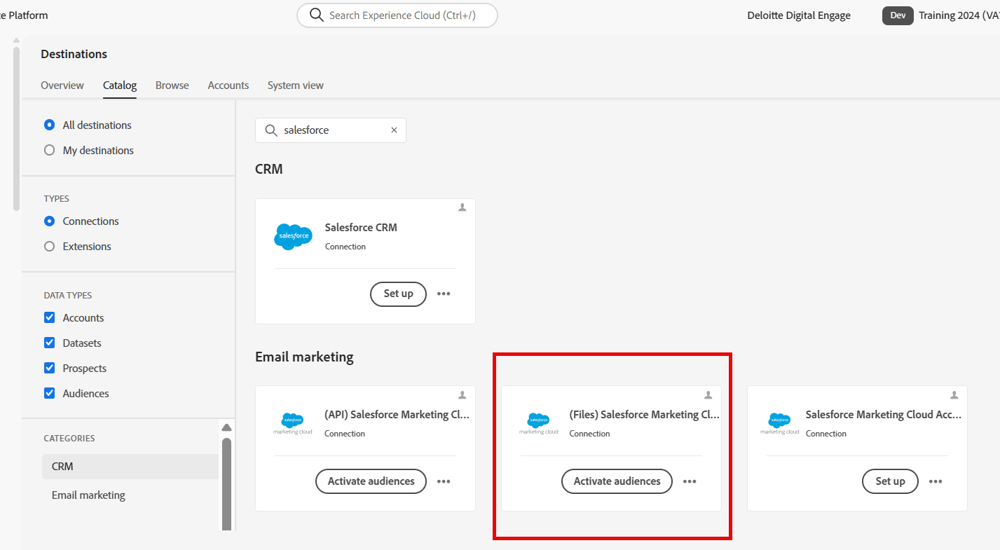 ce Platform
Search Experience Cloud (Ctrl+/)
Deloitte Digital Engage
Dev
Training 2024 (VA
Destinations
Overview
Catalog
Browse
Accounts
System view
All destinations
My destinations
TYPES
Connections
Extensions
DATA TYPES
Accounts
Datasets
Prospects
Audiences
CATEGORIES
CRM
Email marketing
salesforce
CRM
salesforce
Salesforce CRM
Connection
Set up
Email marketing
salesforce
marketing cloud
(API) Salesforce Marketing Cl...
Connection
Activate audiences
salesforce
marketing cloud
(Files) Salesforce Marketing Cl...
Connection
Activate audiences
salesforce
marketing cloud
Salesforce Marketing Cloud Acc...
Connection
Set up